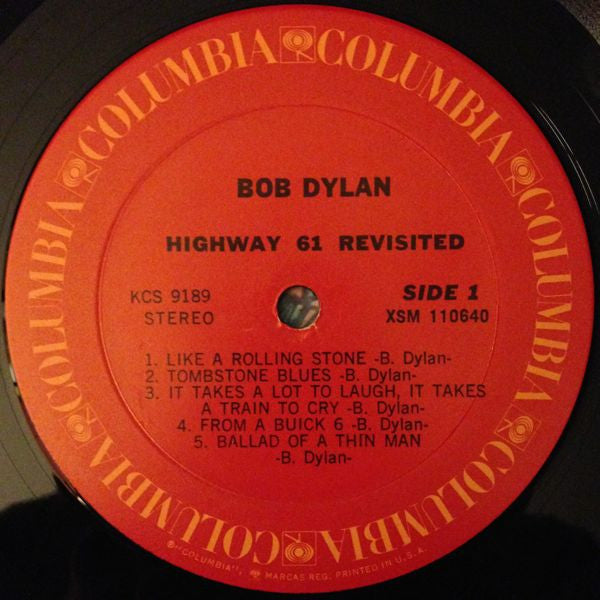 COLUMBIA COLUMBIA COLUMBIA COLUMBIA COLUMBIA COLUMBIA
BOB DYLAN
HIGHWAY 61 REVISITED
KCS 9189 SIDE 1
STEREO XSM 110640
1. LIKE A ROLLING STONE -B. Dylan-
2. TOMBSTONE BLUES -B. Dylan-
3. IT TAKES A LOT TO LAUGH, IT TAKES
A TRAIN TO CRY -B. Dylan-
4. FROM A BUICK 6 -B. Dylan-
5. BALLAD OF A THIN MAN
-B. Dylan-
®"COLUMBIA", MARCAS REG. PRINTED IN U.S.A.